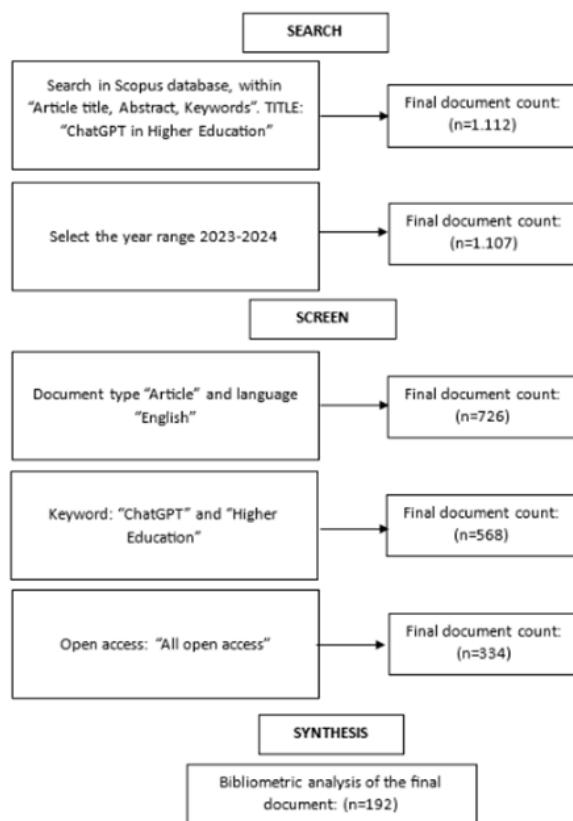 SEARCH
Search in Scopus database, within
“Article title, Abstract, Keywords”. TITLE:
“ChatGPT in Higher Education”
Final document count:
(n=1.112)
Select the year range 2023-2024
Final document count:
(n=1.107)
SCREEN
Document type “Article” and language
“English”
Final document count:
(n=726)
Keyword: “ChatGPT” and “Higher
Education”
Final document count:
(n=568)
Open access: “All open access”
Final document count:
(n=334)
SYNTHESIS
Bibliometric analysis of the final
document: (n=192)